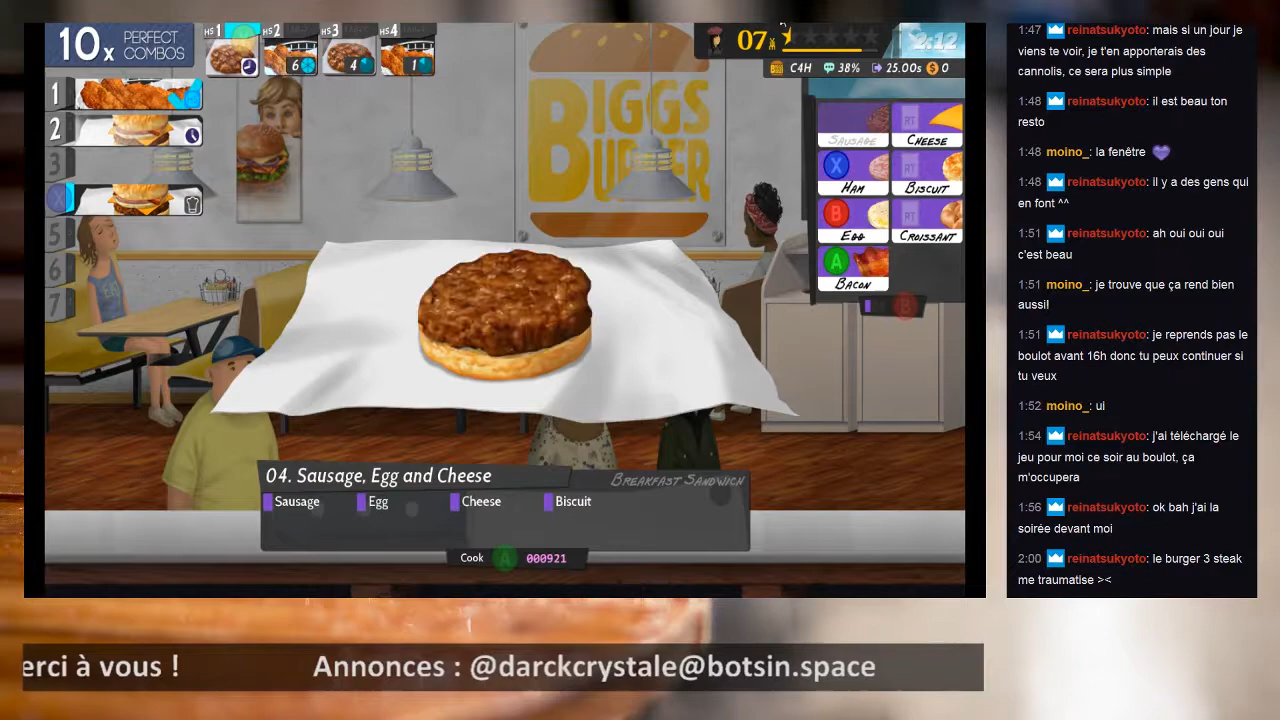 10x PERFECT COMBOS
HS1 HS2 HS3 HS4
6 4 1
07
2:12
C4H 38% 25.00s $ 0
1
2
3
X
5
6
7
BIGGS
BURGER
SAUSAGE RT CHEESE
X HAM RT BISCUIT
B EGG RT CROISSANT
A BACON
B
04. Sausage, Egg and Cheese
BREAKFAST SANDWICH
Sausage Egg Cheese Biscuit
Cook A 000921
1:47 reinatsukyoto: mais si un jour je
viens te voir, je t'en apporterais des
cannolis, ce sera plus simple
1:48 reinatsukyoto: il est beau ton
resto
1:48 moino_: la fenêtre
1:48 reinatsukyoto: il y a des gens qui
en font ^^
1:51 reinatsukyoto: ah oui oui oui
c'est beau
1:51 moino_: je trouve que ça rend bien
aussi!
1:51 reinatsukyoto: je reprends pas le
boulot avant 16h donc tu peux continuer si
tu veux
1:52 moino_: ui
1:54 reinatsukyoto: j'ai téléchargé le
jeu pour moi ce soir au boulot, ça
m'occupera
1:56 reinatsukyoto: ok bah j'ai la
soirée devant moi
2:00 reinatsukyoto: le burger 3 steak
me traumatise ><
erci à vous ! Annonces : @darckcrystale@botsin.space